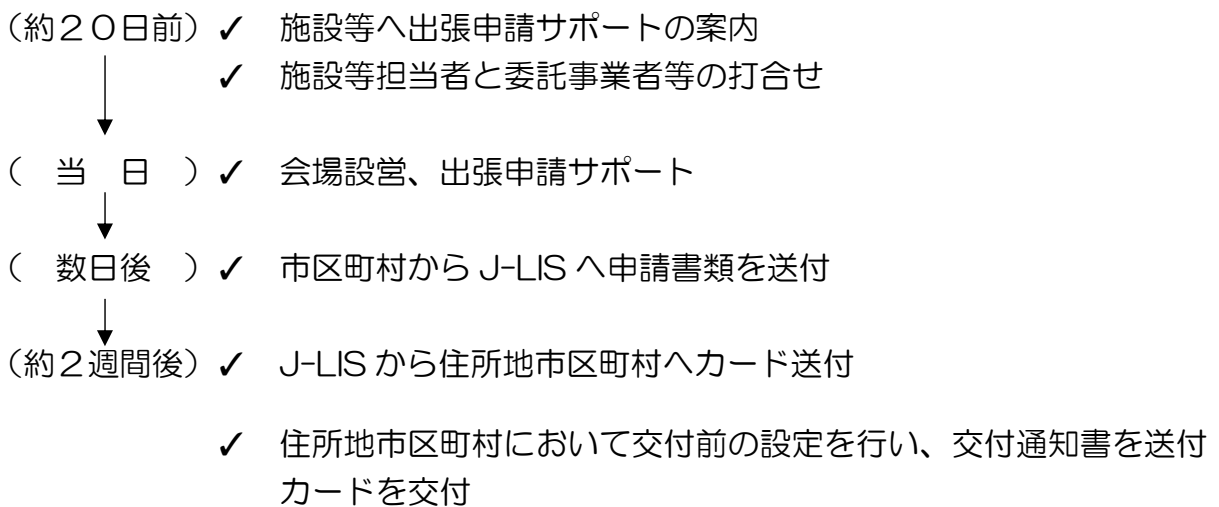 （約２０日前）✓ 施設等へ出張申請サポートの案内
✓ 施設等担当者と委託事業者等の打合せ
（　当　日　）✓ 会場設営、出張申請サポート
（　数日後　）✓ 市区町村から J-LIS へ申請書類を送付
（約２週間後）✓ J-LIS から住所地市区町村へカード送付
✓ 住所地市区町村において交付前の設定を行い、交付通知書を送付
カードを交付